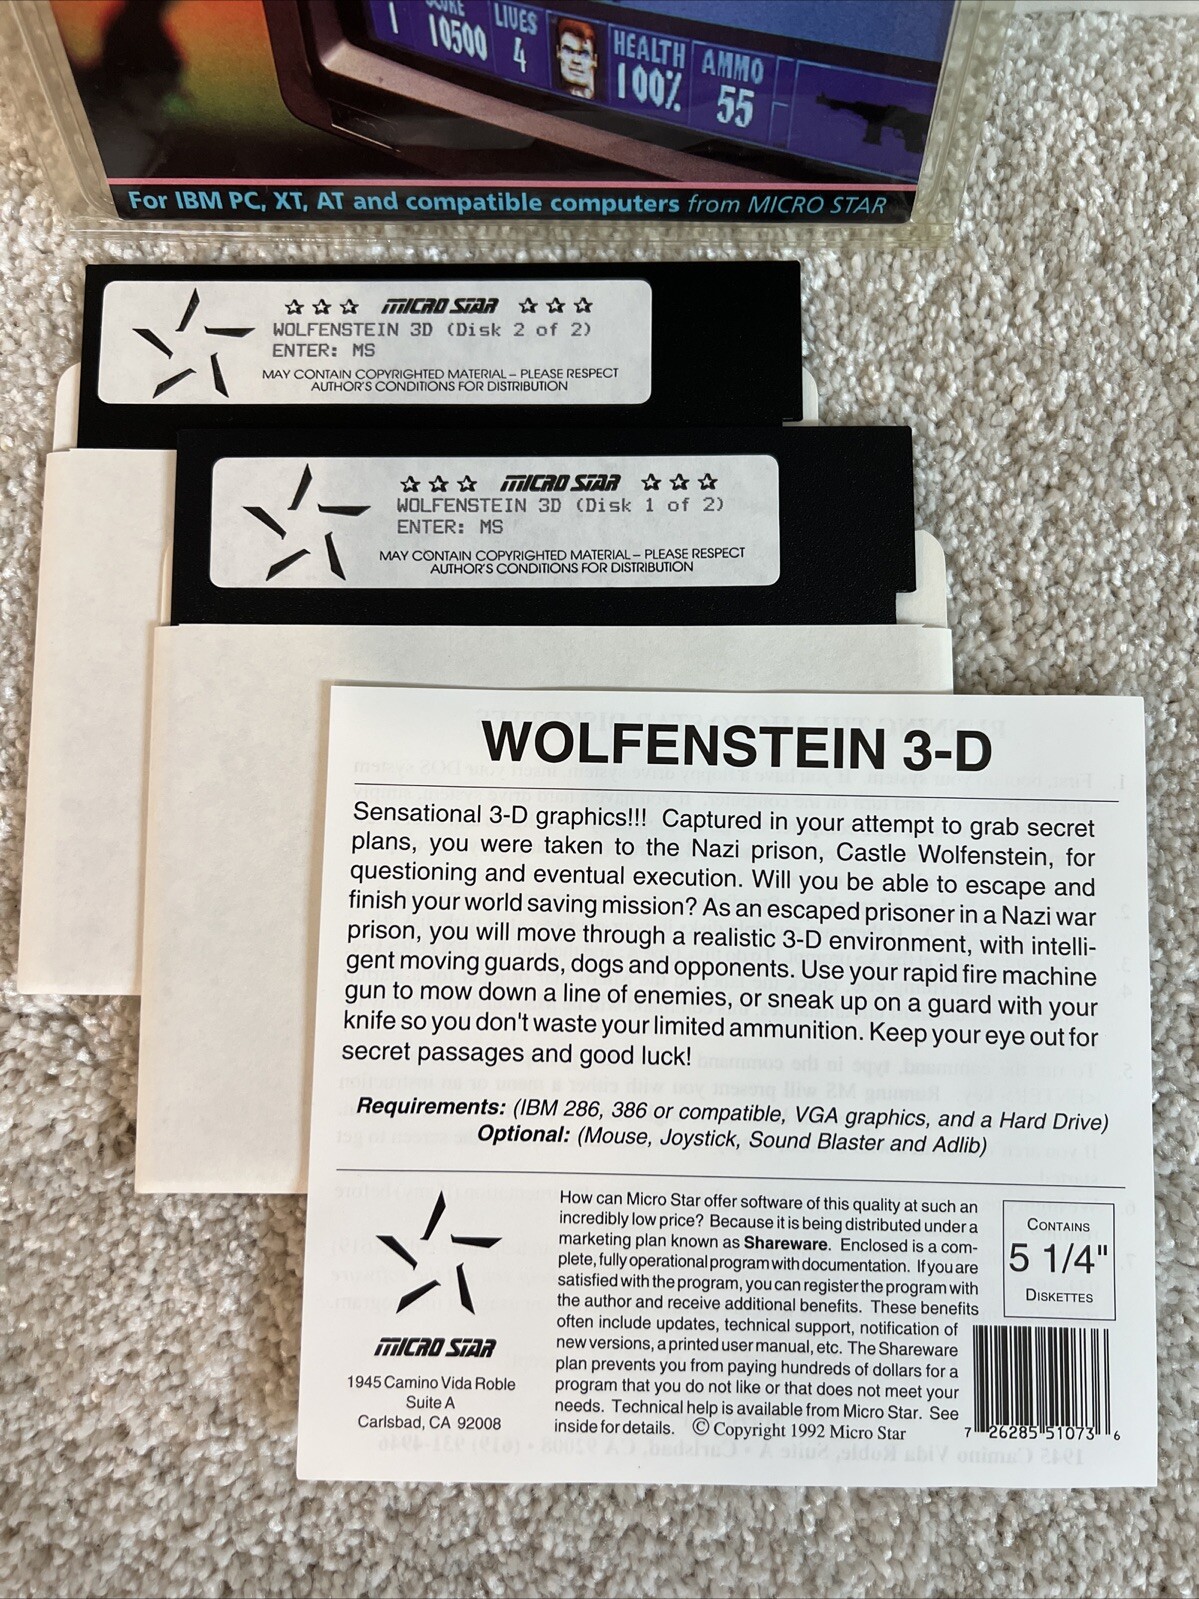 1
10500
LIVES
4
HEALTH
100%
AMMO
55
For IBM PC, XT, AT and compatible computers from MICRO STAR
MICRO STAR
WOLFENSTEIN 3D (Disk 2 of 2)
ENTER: MS
MAY CONTAIN COPYRIGHTED MATERIAL – PLEASE RESPECT
AUTHOR'S CONDITIONS FOR DISTRIBUTION
MICRO STAR
WOLFENSTEIN 3D (Disk 1 of 2)
ENTER: MS
MAY CONTAIN COPYRIGHTED MATERIAL – PLEASE RESPECT
AUTHOR'S CONDITIONS FOR DISTRIBUTION
WOLFENSTEIN 3-D
Sensational 3-D graphics!!! Captured in your attempt to grab secret
plans, you were taken to the Nazi prison, Castle Wolfenstein, for
questioning and eventual execution. Will you be able to escape and
finish your world saving mission? As an escaped prisoner in a Nazi war
prison, you will move through a realistic 3-D environment, with intelli-
gent moving guards, dogs and opponents. Use your rapid fire machine
gun to mow down a line of enemies, or sneak up on a guard with your
knife so you don't waste your limited ammunition. Keep your eye out for
secret passages and good luck!
Requirements: (IBM 286, 386 or compatible, VGA graphics, and a Hard Drive)
Optional: (Mouse, Joystick, Sound Blaster and Adlib)
MICRO STAR
1945 Camino Vida Roble
Suite A
Carlsbad, CA 92008
How can Micro Star offer software of this quality at such an
incredibly low price? Because it is being distributed under a
marketing plan known as Shareware. Enclosed is a com-
plete, fully operational program with documentation. If you are
satisfied with the program, you can register the program with
the author and receive additional benefits. These benefits
often include updates, technical support, notification of
new versions, a printed user manual, etc. The Shareware
plan prevents you from paying hundreds of dollars for a
program that you do not like or that does not meet your
needs. Technical help is available from Micro Star. See
inside for details. © Copyright 1992 Micro Star
CONTAINS
5 1/4"
DISKETTES
7 26285 51073 6